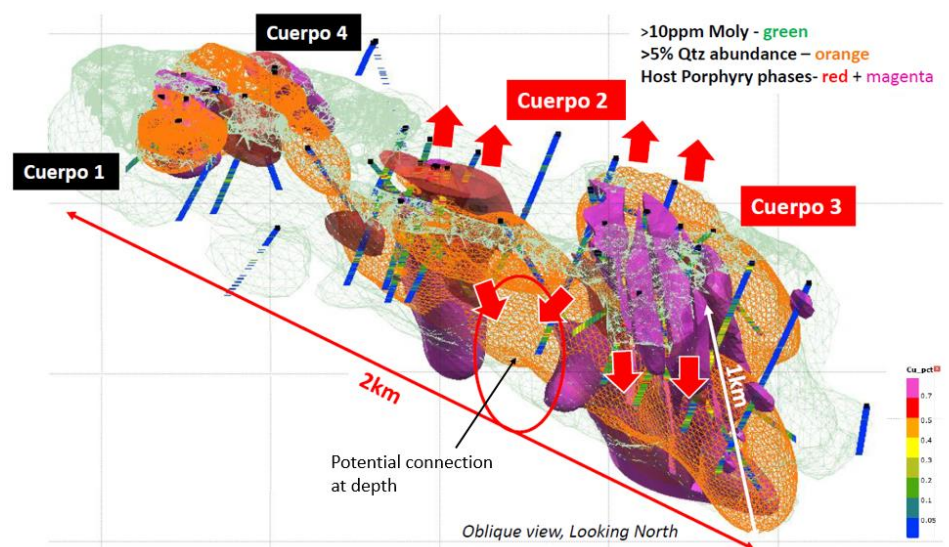 Cuerpo 4
>10ppm Moly - green
>5% Qtz abundance – orange
Host Porphyry phases- red + magenta
Cuerpo 2
Cuerpo 1
Cuerpo 3
2km
1km
Potential connection
at depth
Oblique view, Looking North
Cu_pct
0.7
0.5
0.4
0.3
0.2
0.1
0.05